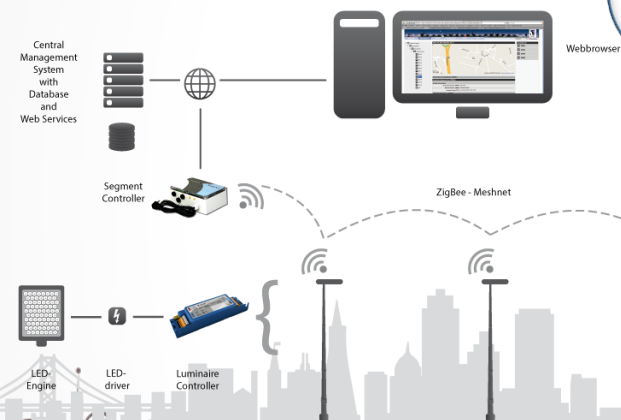 Central
Management
System
with
Database
and
Web Services
Webbrowser
Segment
Controller
ZigBee - Meshnet
LED-
Engine
LED-
driver
Luminaire
Controller